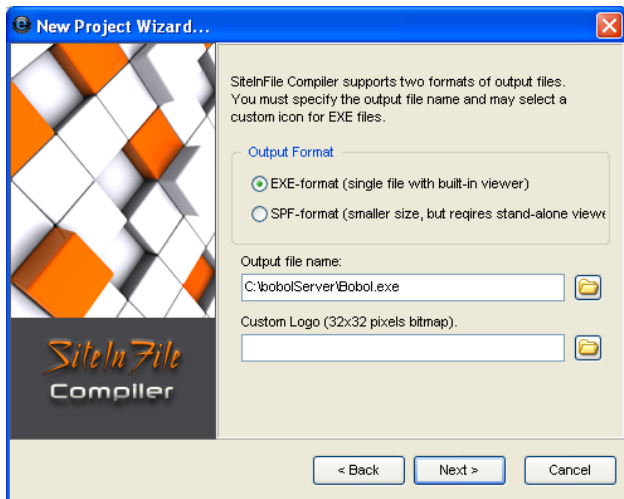 New Project Wizard...
SiteInFile Compiler supports two formats of output files.
You must specify the output file name and may select a
custom icon for EXE files.
Output Format
EXE-format (single file with built-in viewer)
SPF-format (smaller size, but reqires stand-alone viewe
Output file name:
C:\bobolServer\Bobol.exe
Custom Logo (32x32 pixels bitmap).
SiteInFile
Compiler
< Back
Next >
Cancel